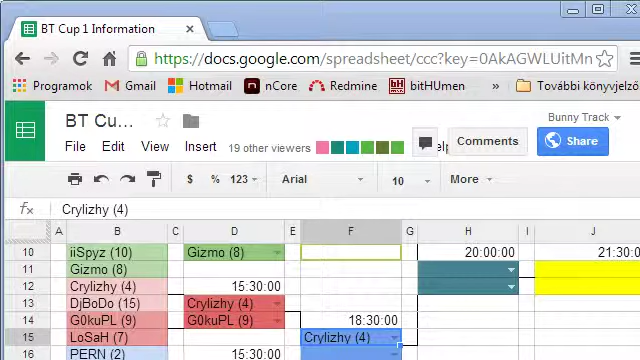 BT Cup 1 Information
https://docs.google.com/spreadsheet/ccc?key=0AkAGWLUitMn
Promagnum Gmail Hotmail nCore Redmine bitHUmen » További könyvjelző
BT Cu... Bunny Track
File Edit View Insert 19 other viewers elp Comments Share
$ % 123 Arial 10 More
fx Crylizhy (4)
A B C D E F G H I J
10 iiSpyz (10) Gizmo (8) 20:00:00 21:30:0
11 Gizmo (8)
12 Crylizhy (4) 15:30:00
13 DjBoDo (15) Crylizhy (4)
14 G0kuPL (9) G0kuPL (9) 18:30:00
15 LoSaH (7) Crylizhy (4)
16 PERN (2) 15:30:00